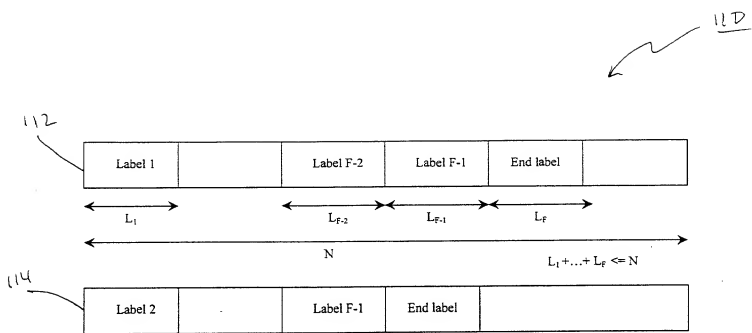 11D
112
Label 1 Label F-2 Label F-1 End label
L1 LF-2 LF-1 LF
N
L1 +...+ LF <= N
114
Label 2 Label F-1 End label